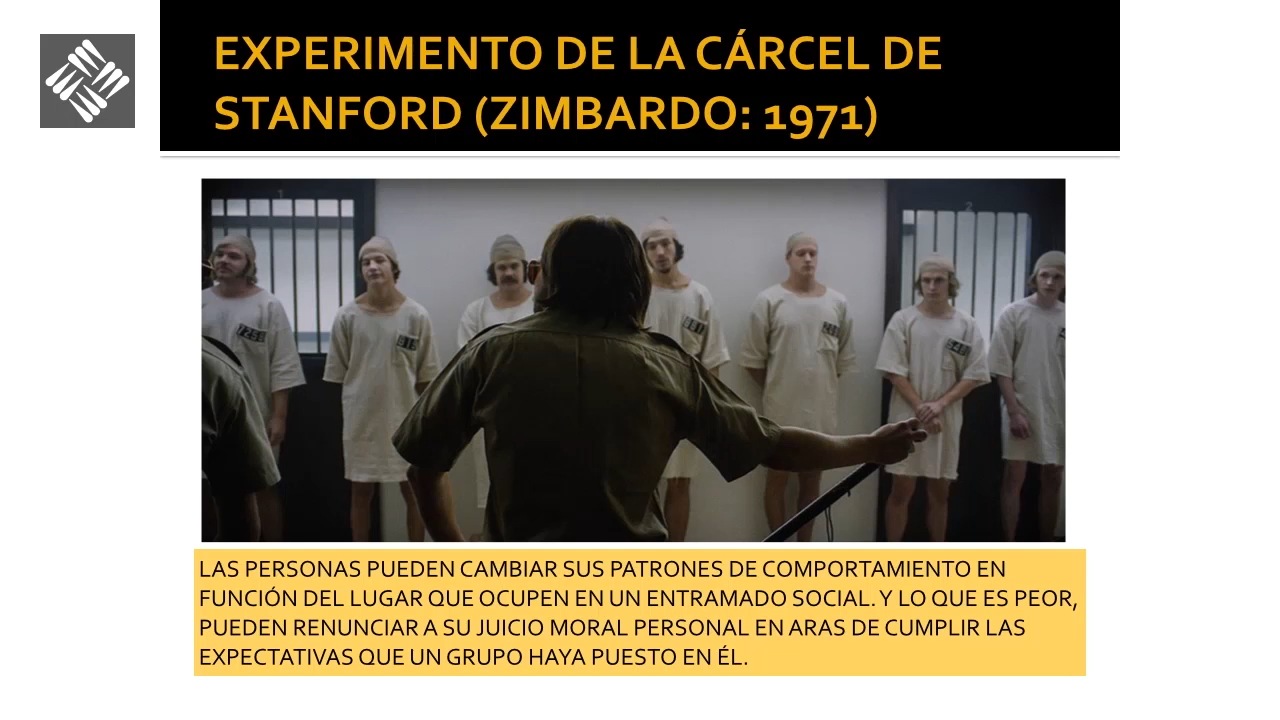 EXPERIMENTO DE LA CÁRCEL DE
STANFORD (ZIMBARDO: 1971)
1
2
LAS PERSONAS PUEDEN CAMBIAR SUS PATRONES DE COMPORTAMIENTO EN
FUNCIÓN DEL LUGAR QUE OCUPEN EN UN ENTRAMADO SOCIAL. Y LO QUE ES PEOR,
PUEDEN RENUNCIAR A SU JUICIO MORAL PERSONAL EN ARAS DE CUMPLIR LAS
EXPECTATIVAS QUE UN GRUPO HAYA PUESTO EN ÉL.